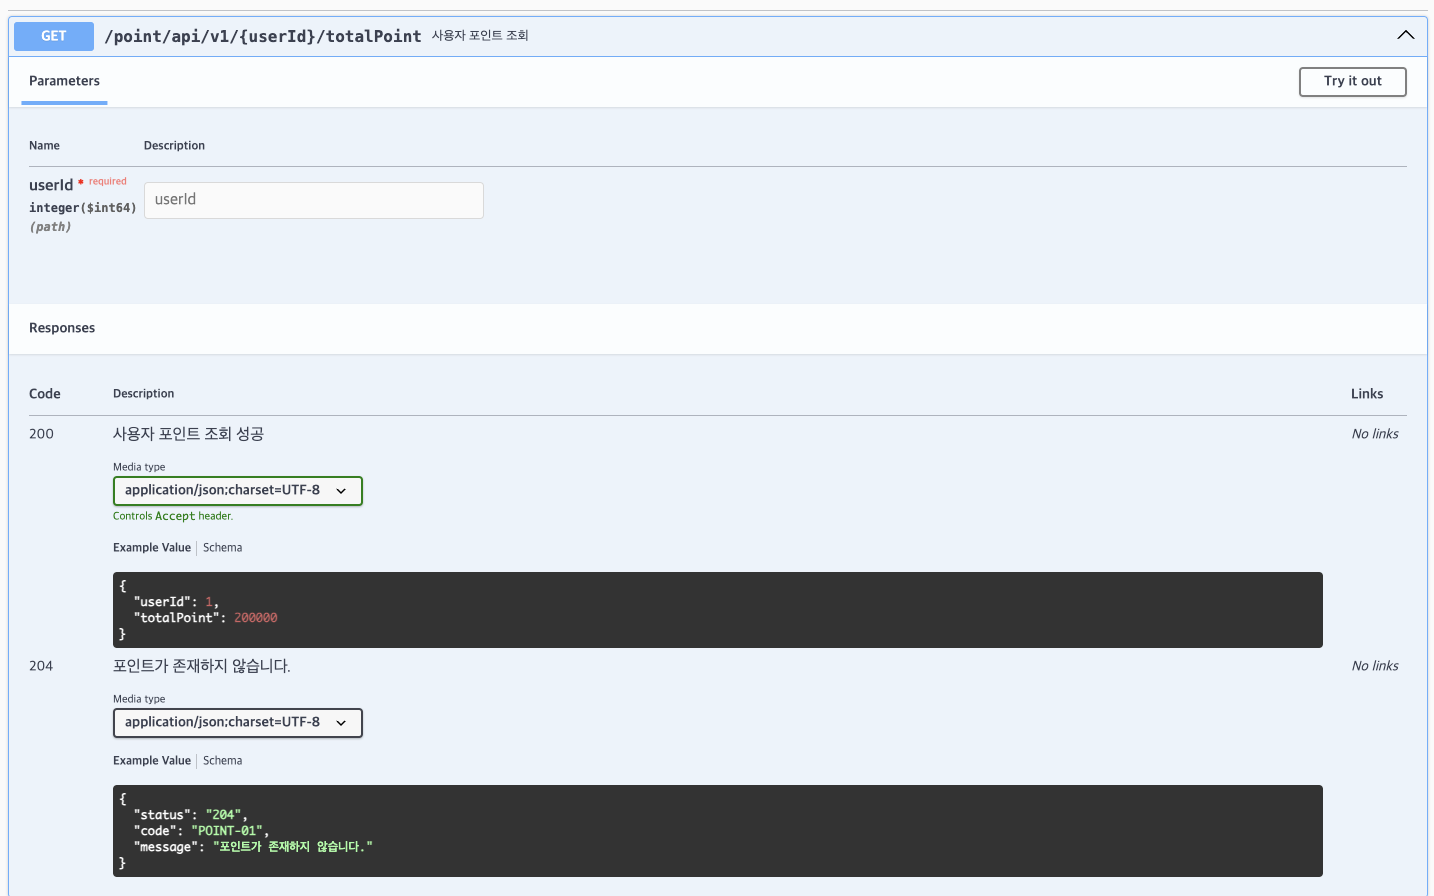 GET /point/api/v1/{userId}/totalPoint 사용자 포인트 조회
Parameters
Try it out
Name Description
userId * required
integer($int64)
(path)
userId
Responses
Code Description Links
200 사용자 포인트 조회 성공 No links
Media type
application/json;charset=UTF-8
Controls Accept header.
Example Value Schema
{
"userId": 1,
"totalPoint": 200000
}
204 포인트가 존재하지 않습니다. No links
Media type
application/json;charset=UTF-8
Example Value Schema
{
"status": "204",
"code": "POINT-01",
"message": "포인트가 존재하지 않습니다."
}